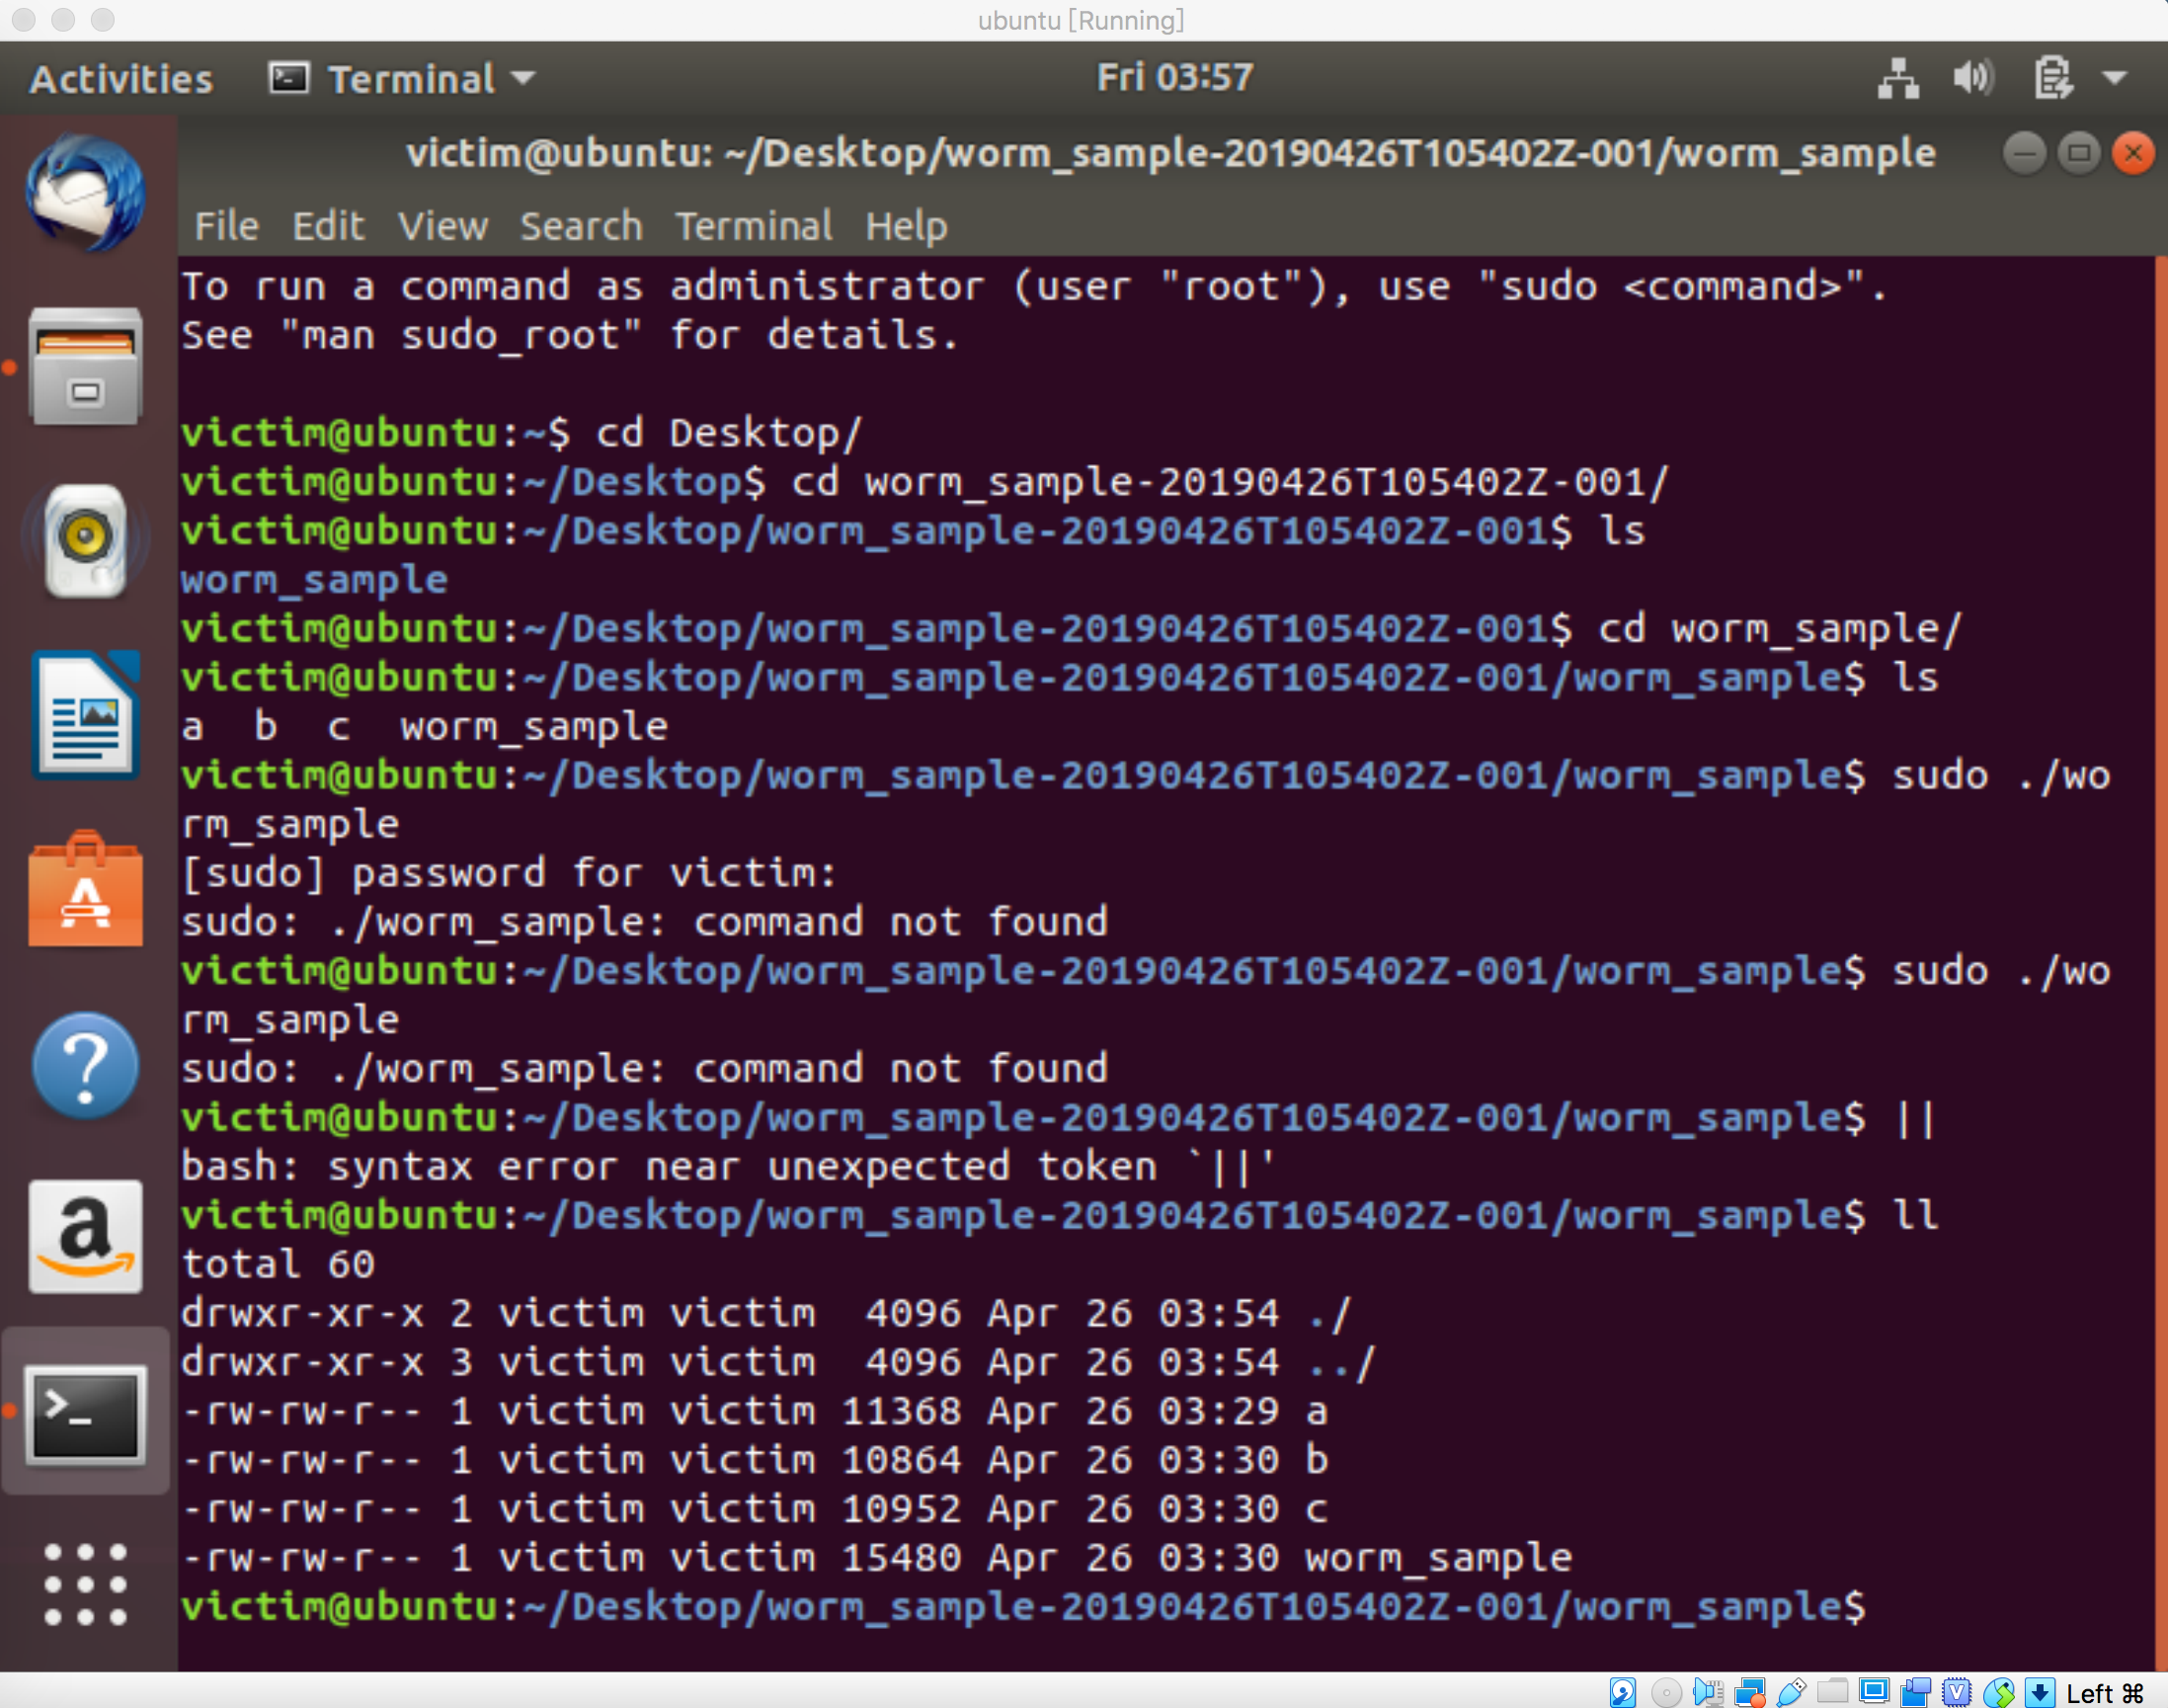 ubuntu [Running]
Activities Terminal Fri 03:57
victim@ubuntu: ~/Desktop/worm_sample-20190426T105402Z-001/worm_sample
File Edit View Search Terminal Help
To run a command as administrator (user "root"), use "sudo <command>".
See "man sudo_root" for details.
victim@ubuntu:~$ cd Desktop/
victim@ubuntu:~/Desktop$ cd worm_sample-20190426T105402Z-001/
victim@ubuntu:~/Desktop/worm_sample-20190426T105402Z-001$ ls
worm_sample
victim@ubuntu:~/Desktop/worm_sample-20190426T105402Z-001$ cd worm_sample/
victim@ubuntu:~/Desktop/worm_sample-20190426T105402Z-001/worm_sample$ ls
a  b  c  worm_sample
victim@ubuntu:~/Desktop/worm_sample-20190426T105402Z-001/worm_sample$ sudo ./wo
rm_sample
[sudo] password for victim:
sudo: ./worm_sample: command not found
victim@ubuntu:~/Desktop/worm_sample-20190426T105402Z-001/worm_sample$ sudo ./wo
rm_sample
sudo: ./worm_sample: command not found
victim@ubuntu:~/Desktop/worm_sample-20190426T105402Z-001/worm_sample$ ||
bash: syntax error near unexpected token `||'
victim@ubuntu:~/Desktop/worm_sample-20190426T105402Z-001/worm_sample$ ll
total 60
drwxr-xr-x 2 victim victim  4096 Apr 26 03:54 ./
drwxr-xr-x 3 victim victim  4096 Apr 26 03:54 ../
-rw-rw-r-- 1 victim victim 11368 Apr 26 03:29 a
-rw-rw-r-- 1 victim victim 10864 Apr 26 03:30 b
-rw-rw-r-- 1 victim victim 10952 Apr 26 03:30 c
-rw-rw-r-- 1 victim victim 15480 Apr 26 03:30 worm_sample
victim@ubuntu:~/Desktop/worm_sample-20190426T105402Z-001/worm_sample$
Left ⌘